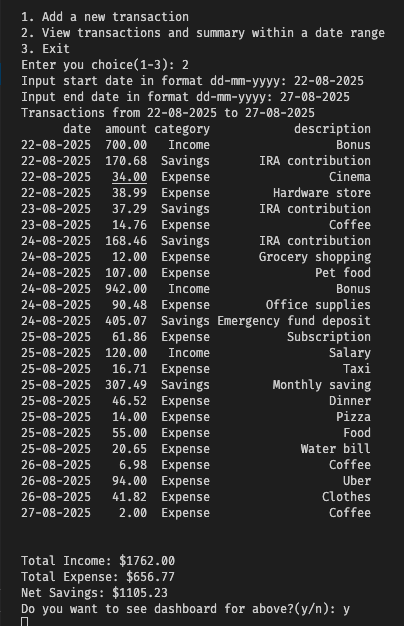 1. Add a new transaction
2. View transactions and summary within a date range
3. Exit
Enter you choice(1-3): 2
Input start date in format dd-mm-yyyy: 22-08-2025
Input end date in format dd-mm-yyyy: 27-08-2025
Transactions from 22-08-2025 to 27-08-2025
date amount category description
22-08-2025 700.00 Income Bonus
22-08-2025 170.68 Savings IRA contribution
22-08-2025 34.00 Expense Cinema
22-08-2025 38.99 Expense Hardware store
23-08-2025 37.29 Savings IRA contribution
23-08-2025 14.76 Expense Coffee
24-08-2025 168.46 Savings IRA contribution
24-08-2025 12.00 Expense Grocery shopping
24-08-2025 107.00 Expense Pet food
24-08-2025 942.00 Income Bonus
24-08-2025 90.48 Expense Office supplies
24-08-2025 405.07 Savings Emergency fund deposit
25-08-2025 61.86 Expense Subscription
25-08-2025 120.00 Income Salary
25-08-2025 16.71 Expense Taxi
25-08-2025 307.49 Savings Monthly saving
25-08-2025 46.52 Expense Dinner
25-08-2025 14.00 Expense Pizza
25-08-2025 55.00 Expense Food
25-08-2025 20.65 Expense Water bill
26-08-2025 6.98 Expense Coffee
26-08-2025 94.00 Expense Uber
26-08-2025 41.82 Expense Clothes
27-08-2025 2.00 Expense Coffee
Total Income: $1762.00
Total Expense: $656.77
Net Savings: $1105.23
Do you want to see dashboard for above?(y/n): y